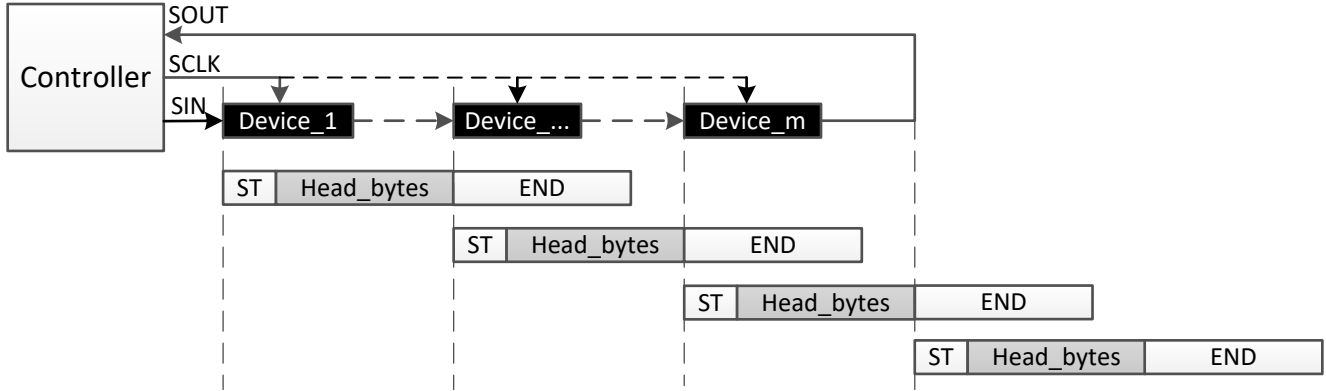 SOUT
Controller
SCLK
SIN
Device_1
Device_...
Device_m
ST Head_bytes END
ST Head_bytes END
ST Head_bytes END
ST Head_bytes END